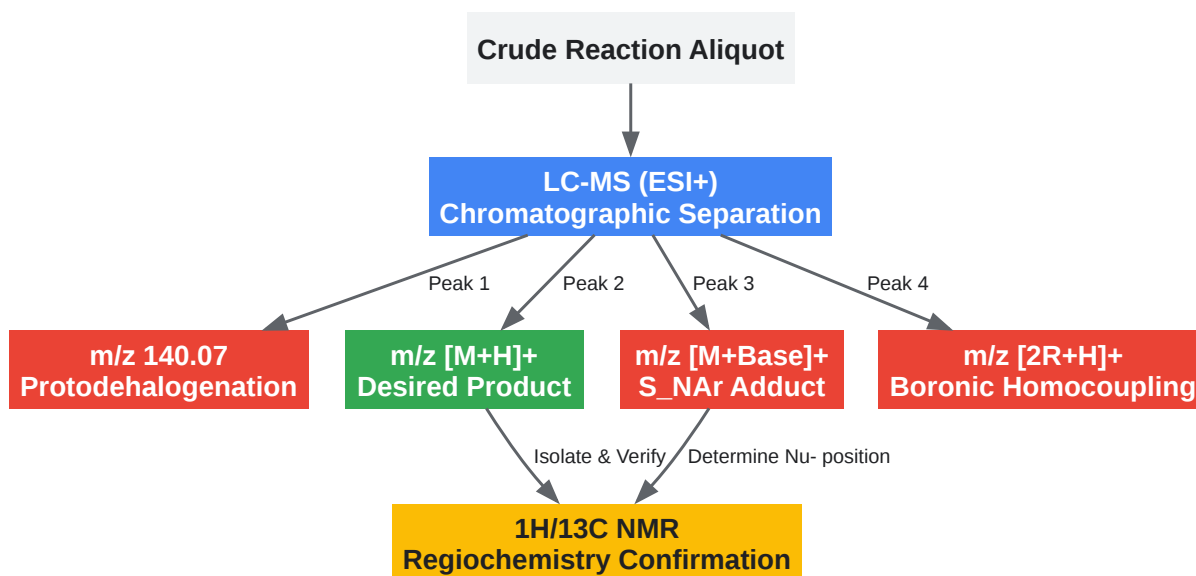 Crude Reaction Aliquot
LC-MS (ESI+)
Chromatographic Separation
Peak 1
Peak 2
Peak 3
Peak 4
m/z 140.07
Protodehalogenation
m/z [M+H]+
Desired Product
m/z [M+Base]+
S_NAr Adduct
m/z [2R+H]+
Boronic Homocoupling
Isolate & Verify
Determine Nu- position
1H/13C NMR
Regiochemistry Confirmation